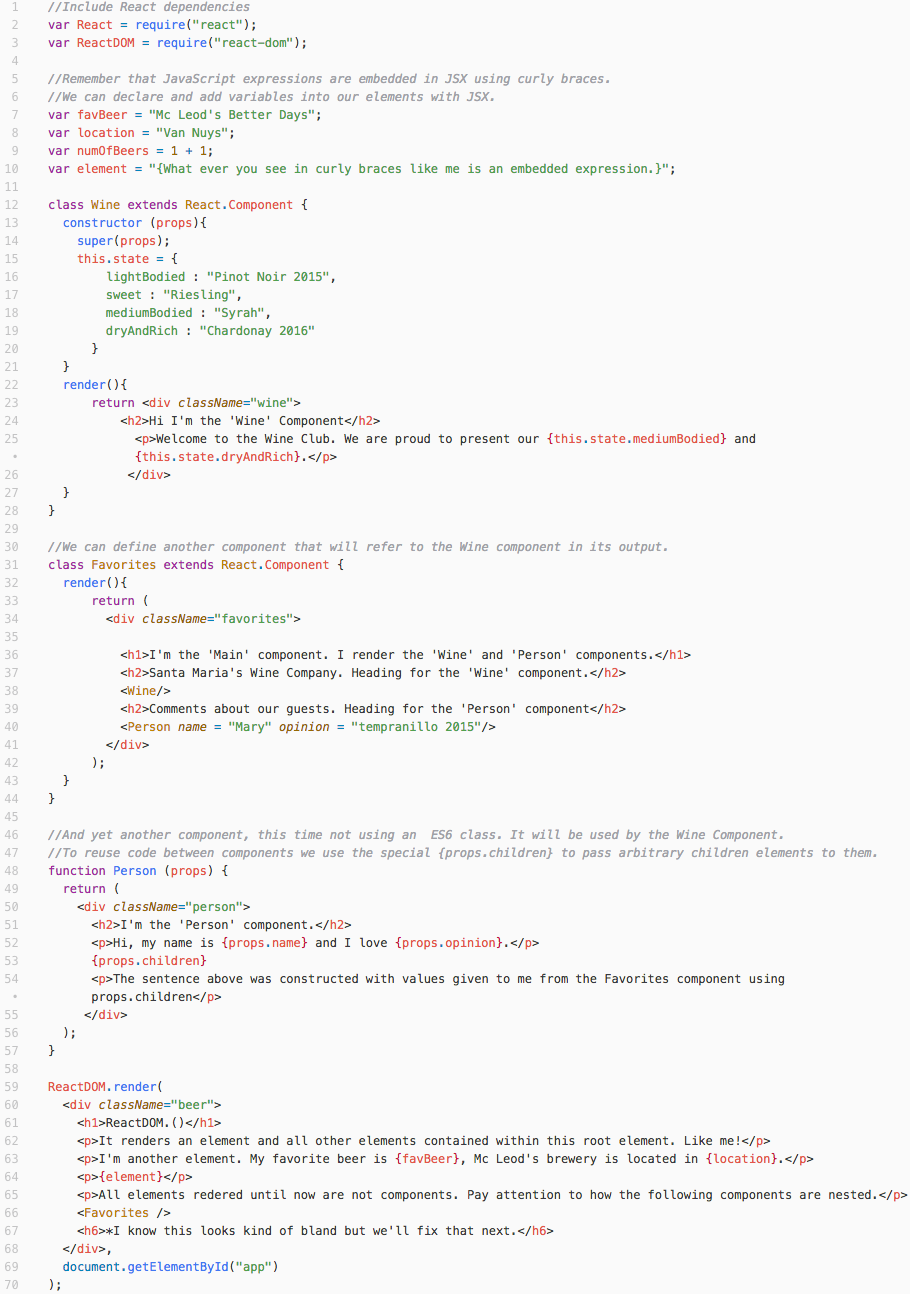 1 //Include React dependencies
2 var React = require("react");
3 var ReactDOM = require("react-dom");
4
5 //Remember that JavaScript expressions are embedded in JSX using curly braces.
6 //We can declare and add variables into our elements with JSX.
7 var favBeer = "Mc Leod's Better Days";
8 var location = "Van Nuys";
9 var numOfBeers = 1 + 1;
10 var element = "{What ever you see in curly braces like me is an embedded expression.}";
11
12 class Wine extends React.Component {
13 constructor (props){
14 super(props);
15 this.state = {
16 lightBodied : "Pinot Noir 2015",
17 sweet : "Riesling",
18 mediumBodied : "Syrah",
19 dryAndRich : "Chardonay 2016"
20 }
21 }
22 render(){
23 return <div className="wine">
24 <h2>Hi I'm the 'Wine' Component</h2>
25 <p>Welcome to the Wine Club. We are proud to present our {this.state.mediumBodied} and
• {this.state.dryAndRich}.</p>
26 </div>
27 }
28 }
29
30 //We can define another component that will refer to the Wine component in its output.
31 class Favorites extends React.Component {
32 render(){
33 return (
34 <div className="favorites">
35
36 <h1>I'm the 'Main' component. I render the 'Wine' and 'Person' components.</h1>
37 <h2>Santa Maria's Wine Company. Heading for the 'Wine' component.</h2>
38 <Wine/>
39 <h2>Comments about our guests. Heading for the 'Person' component</h2>
40 <Person name = "Mary" opinion = "tempranillo 2015"/>
41 </div>
42 );
43 }
44 }
45
46 //And yet another component, this time not using an  ES6 class. It will be used by the Wine Component.
47 //To reuse code between components we use the special {props.children} to pass arbitrary children elements to them.
48 function Person (props) {
49 return (
50 <div className="person">
51 <h2>I'm the 'Person' component.</h2>
52 <p>Hi, my name is {props.name} and I love {props.opinion}.</p>
53 {props.children}
54 <p>The sentence above was constructed with values given to me from the Favorites component using
• props.children</p>
55 </div>
56 );
57 }
58
59 ReactDOM.render(
60 <div className="beer">
61 <h1>ReactDOM.()</h1>
62 <p>It renders an element and all other elements contained within this root element. Like me!</p>
63 <p>I'm another element. My favorite beer is {favBeer}, Mc Leod's brewery is located in {location}.</p>
64 <p>{element}</p>
65 <p>All elements redered until now are not components. Pay attention to how the following components are nested.</p>
66 <Favorites />
67 <h6>*I know this looks kind of bland but we'll fix that next.</h6>
68 </div>,
69 document.getElementById("app")
70 );